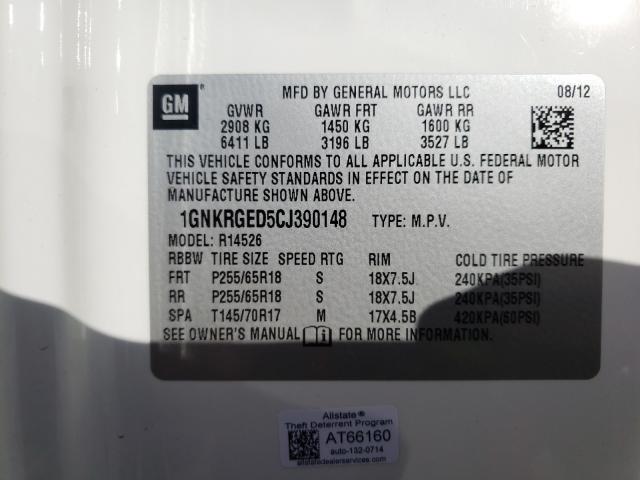 GM
MFD BY GENERAL MOTORS LLC 08/12
GVWR GAWR FRT GAWR RR
2908 KG 1450 KG 1600 KG
6411 LB 3196 LB 3527 LB
THIS VEHICLE CONFORMS TO ALL APPLICABLE U.S. FEDERAL MOTOR
VEHICLE SAFETY STANDARDS IN EFFECT ON THE DATE OF
MANUFACTURE SHOWN ABOVE.
1GNKRGED5CJ390148 TYPE: M.P.V.
MODEL: R14526
RBBW TIRE SIZE SPEED RTG RIM COLD TIRE PRESSURE
FRT P255/65R18 S 18X7.5J 240KPA(35PSI)
RR P255/65R18 S 18X7.5J 240KPA(35PSI)
SPA T145/70R17 M 17X4.5B 420KPA(60PSI)
SEE OWNER'S MANUAL FOR MORE INFORMATION.
Allstate®
Theft Deterrent Program
AT66160
auto-132-0714
allstatedealerservices.com